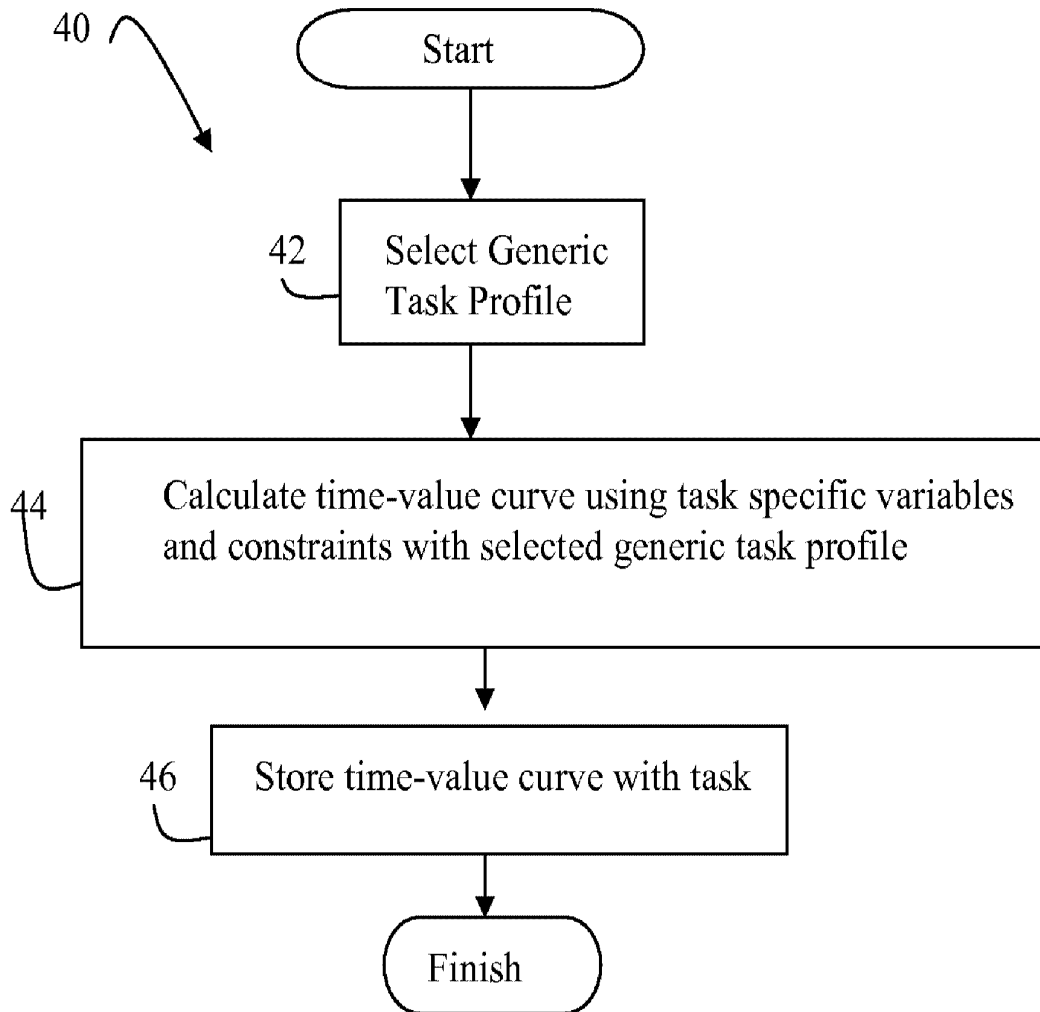 40
Start
42
Select Generic
Task Profile
44
Calculate time-value curve using task specific variables
and constraints with selected generic task profile
46
Store time-value curve with task
Finish